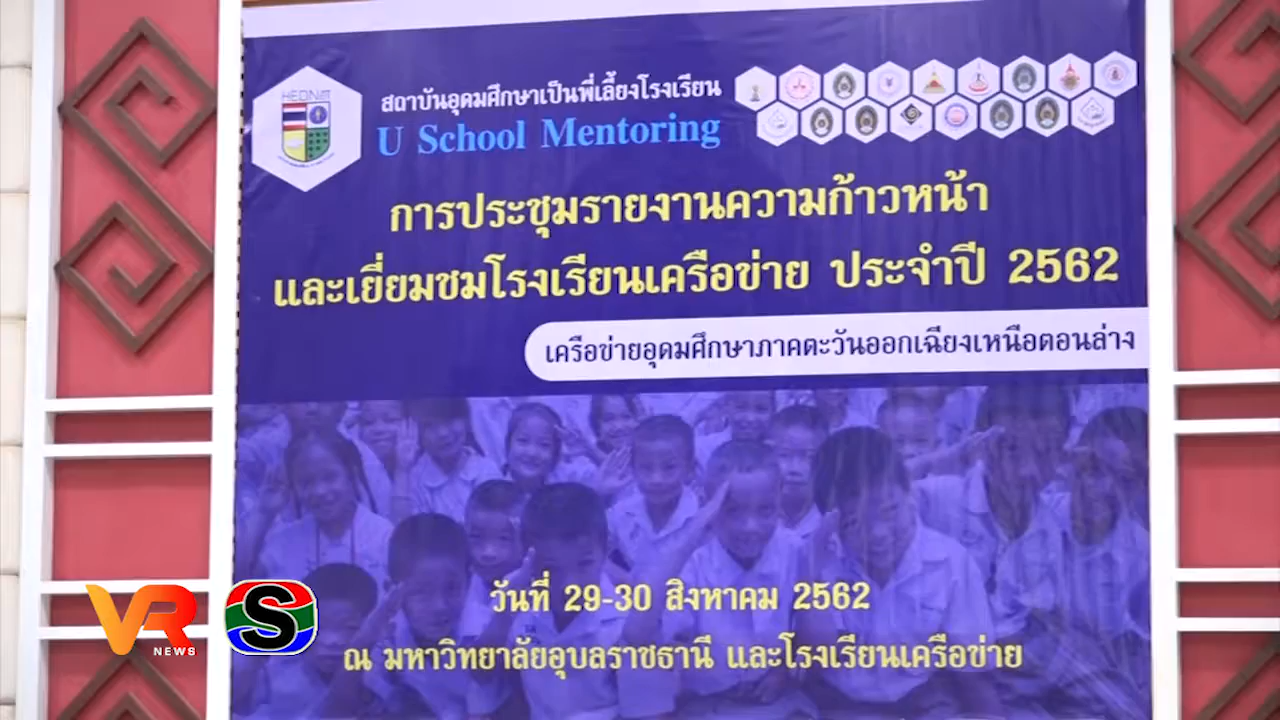 HEDNET
สถาบันอุดมศึกษาเป็นพี่เลี้ยงโรงเรียน
U School Mentoring
การประชุมรายงานความก้าวหน้า
และเยี่ยมชมโรงเรียนเครือข่าย ประจำปี 2562
เครือข่ายอุดมศึกษาภาคตะวันออกเฉียงเหนือตอนล่าง
วันที่ 29-30 สิงหาคม 2562
ณ มหาวิทยาลัยอุบลราชธานี และโรงเรียนเครือข่าย
VR NEWS
S